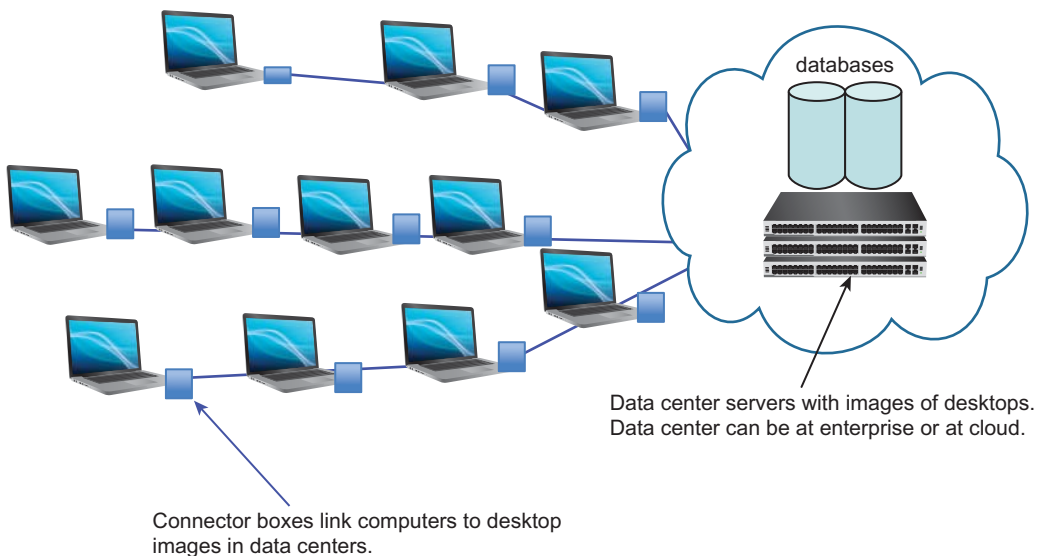 databases
Data center servers with images of desktops.
Data center can be at enterprise or at cloud.
Connector boxes link computers to desktop
images in data centers.